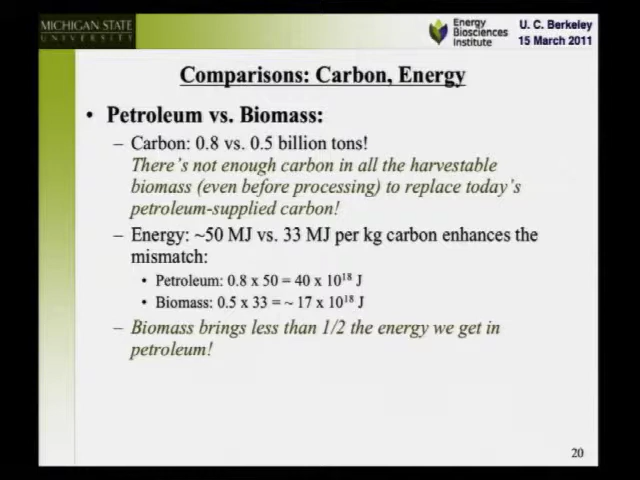 MICHIGAN STATE
UNIVERSITY
Energy
Biosciences
Institute
U. C. Berkeley
15 March 2011
Comparisons: Carbon, Energy
• Petroleum vs. Biomass:
– Carbon: 0.8 vs. 0.5 billion tons!
There's not enough carbon in all the harvestable
biomass (even before processing) to replace today's
petroleum-supplied carbon!
– Energy: ~50 MJ vs. 33 MJ per kg carbon enhances the
mismatch:
• Petroleum: 0.8 x 50 = 40 x 10¹⁸ J
• Biomass: 0.5 x 33 = ~ 17 x 10¹⁸ J
– Biomass brings less than 1/2 the energy we get in
petroleum!
20